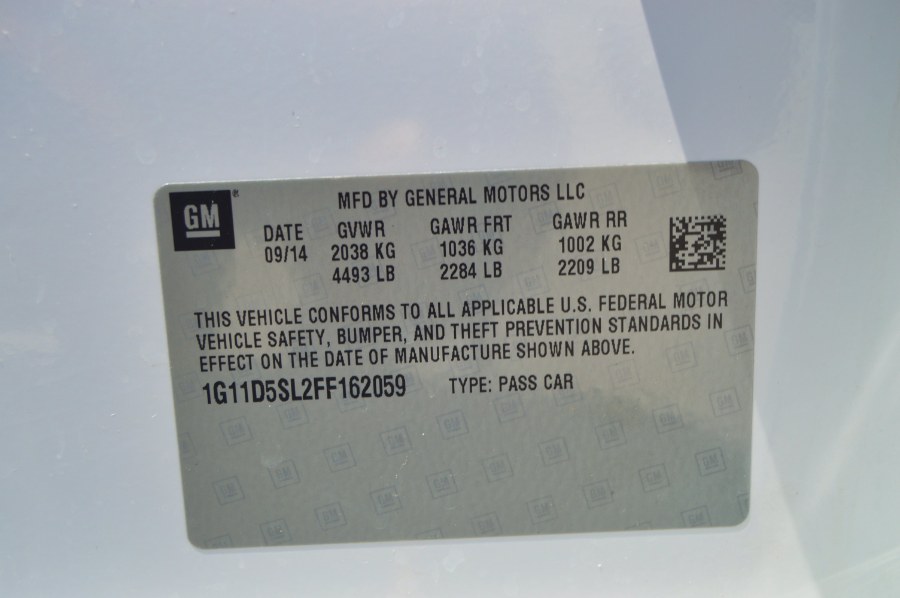 GM
MFD BY GENERAL MOTORS LLC
DATE GVWR GAWR FRT GAWR RR
09/14 2038 KG 1036 KG 1002 KG
4493 LB 2284 LB 2209 LB
THIS VEHICLE CONFORMS TO ALL APPLICABLE U.S. FEDERAL MOTOR
VEHICLE SAFETY, BUMPER, AND THEFT PREVENTION STANDARDS IN
EFFECT ON THE DATE OF MANUFACTURE SHOWN ABOVE.
1G11D5SL2FF162059 TYPE: PASS CAR